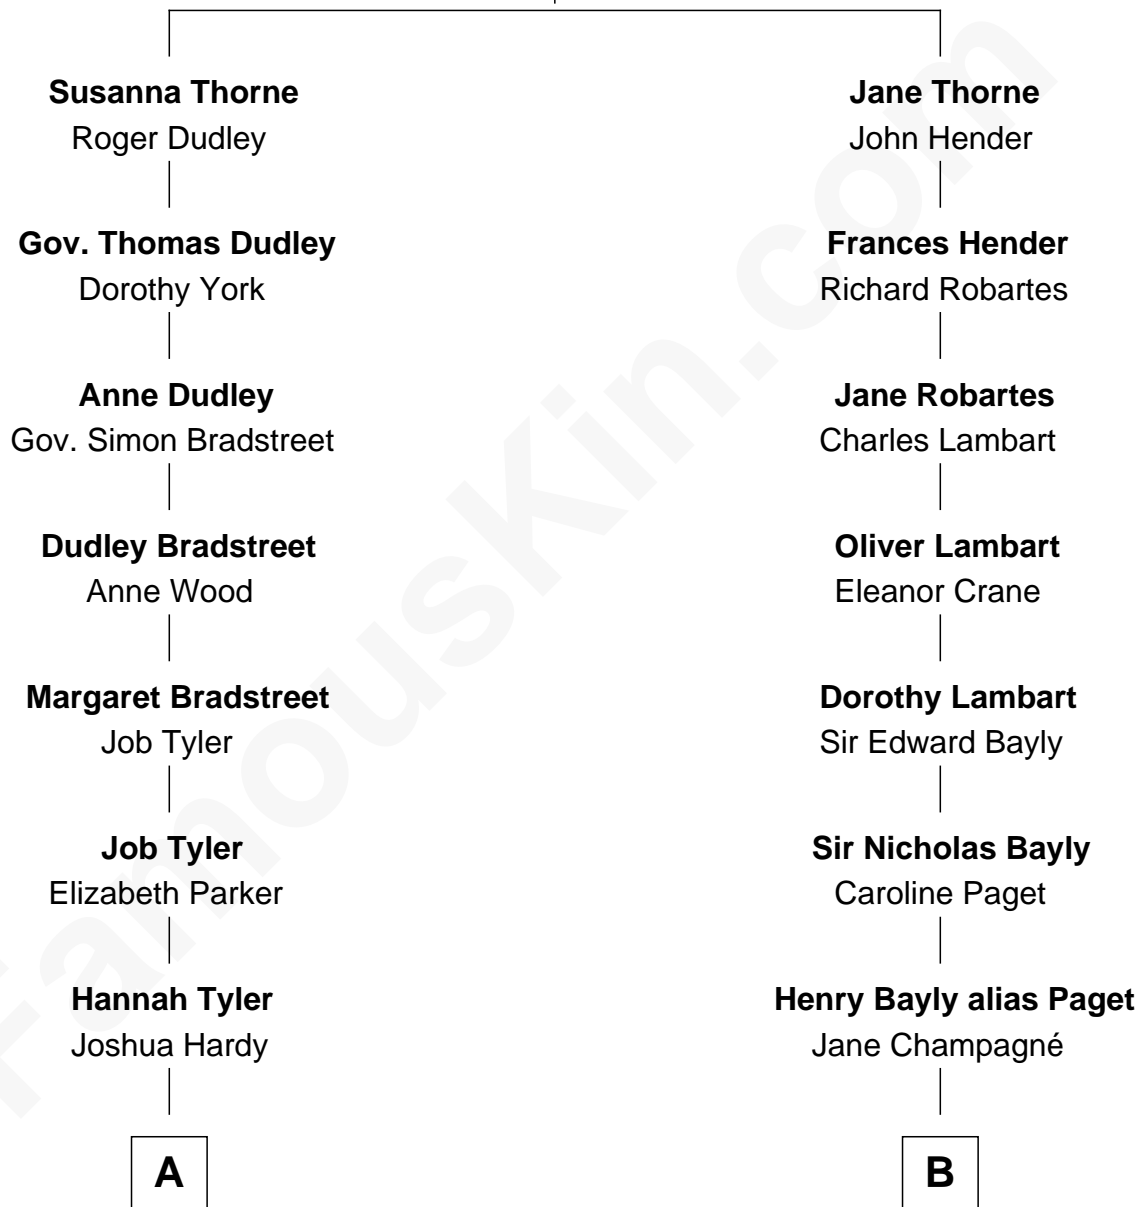 Susanna Thorne
Roger Dudley
Gov. Thomas Dudley
Dorothy York
Anne Dudley
Gov. Simon Bradstreet
Dudley Bradstreet
Anne Wood
Margaret Bradstreet
Job Tyler
Job Tyler
Elizabeth Parker
Hannah Tyler
Joshua Hardy
A
Jane Thorne
John Hender
Frances Hender
Richard Robartes
Jane Robartes
Charles Lambart
Oliver Lambart
Eleanor Crane
Dorothy Lambart
Sir Edward Bayly
Sir Nicholas Bayly
Caroline Paget
Henry Bayly alias Paget
Jane Champagné
B
FamousKin.com